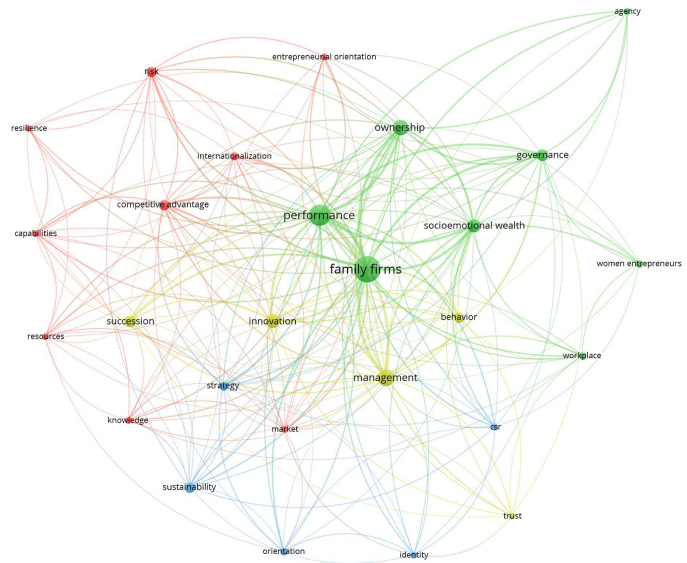 agency
entrepreneurial orientation
risk
resilience
ownership
internationalization
governance
competitive advantage
performance
socioemotional wealth
capabilities
family firms
women entrepreneurs
succession
innovation
behavior
resources
workplace
management
strategy
knowledge
market
csr
sustainability
trust
orientation
identity